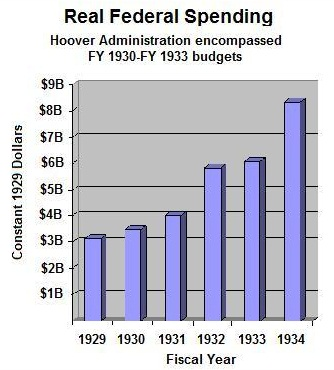 Real Federal Spending
Hoover Administration encompassed
FY 1930-FY 1933 budgets
$9B
$8B
$7B
$6B
$5B
$4B
$3B
$2B
$1B
Constant 1929 Dollars
1929 1930 1931 1932 1933 1934
Fiscal Year